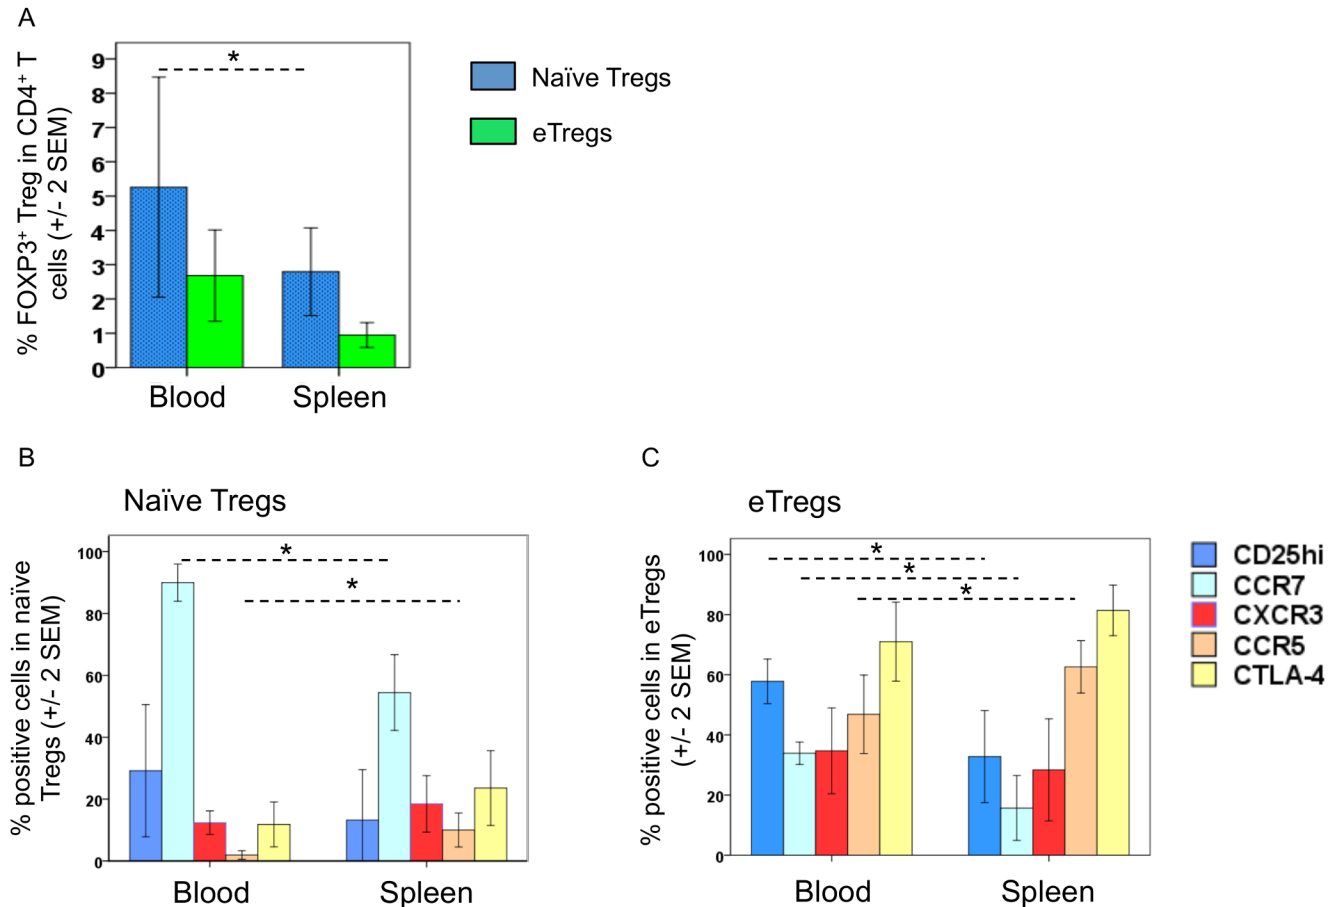 A
% FOXP3⁺ Treg in CD4⁺ T
cells (+/- 2 SEM)
9
8
7
6
5
4
3
2
1
0
*
Blood
Spleen
Naïve Tregs
eTregs
B
Naïve Tregs
% positive cells in naïve
Tregs (+/- 2 SEM)
100
80
60
40
20
0
*
*
Blood
Spleen
C
eTregs
% positive cells in eTregs
(+/- 2 SEM)
100
80
60
40
20
0
*
*
*
Blood
Spleen
CD25hi
CCR7
CXCR3
CCR5
CTLA-4